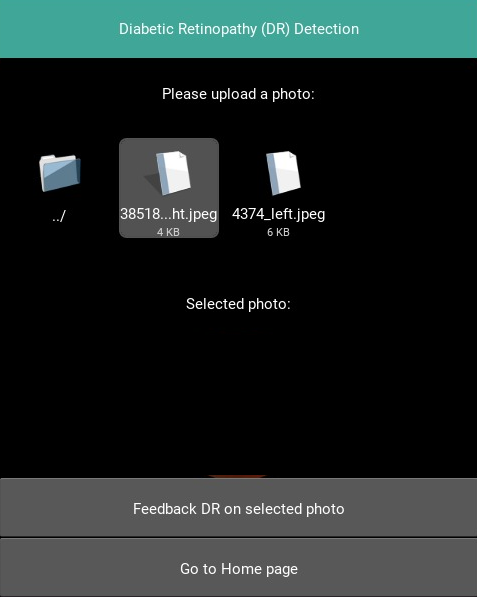 Diabetic Retinopathy (DR) Detection
Please upload a photo:
../
38518...ht.jpeg
4 KB
4374_left.jpeg
6 KB
Selected photo:
Feedback DR on selected photo
Go to Home page